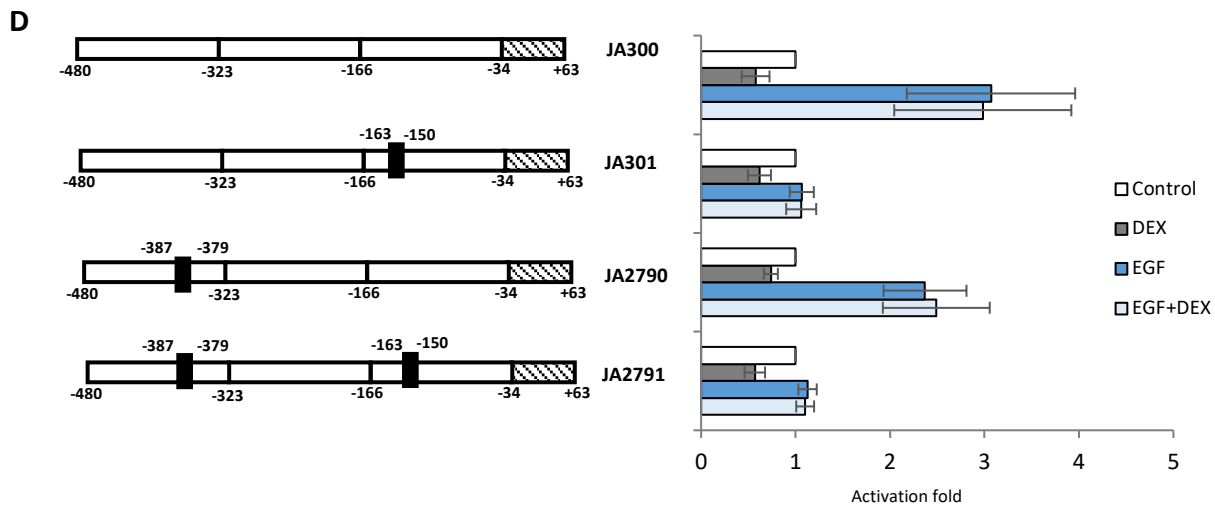 D
JA300
-480 -323 -166 -34 +63
-163 -150
JA301
-480 -323 -166 -34 +63
-387 -379
JA2790
-480 -323 -166 -34 +63
-387 -379 -163 -150
JA2791
-480 -323 -166 -34 +63
Control
DEX
EGF
EGF+DEX
0 1 2 3 4 5
Activation fold